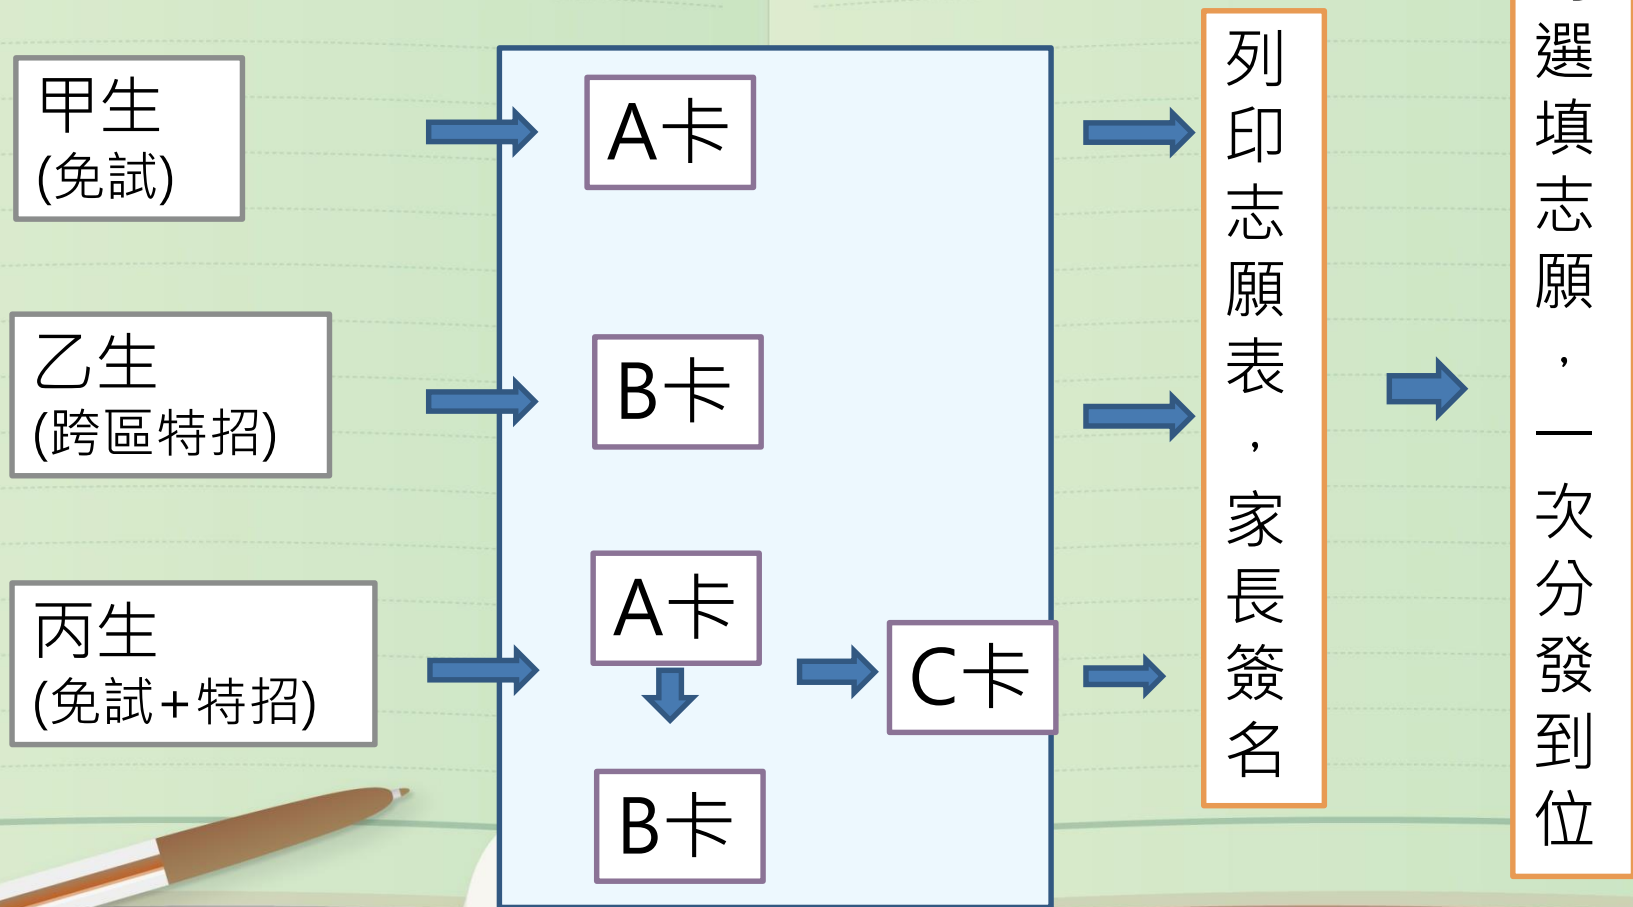 甲生
(免試)
A卡
乙生
(跨區特招)
B卡
丙生
(免試+特招)
A卡
B卡
C卡
列印志願表，家長簽名
選填志願，一次分發到位